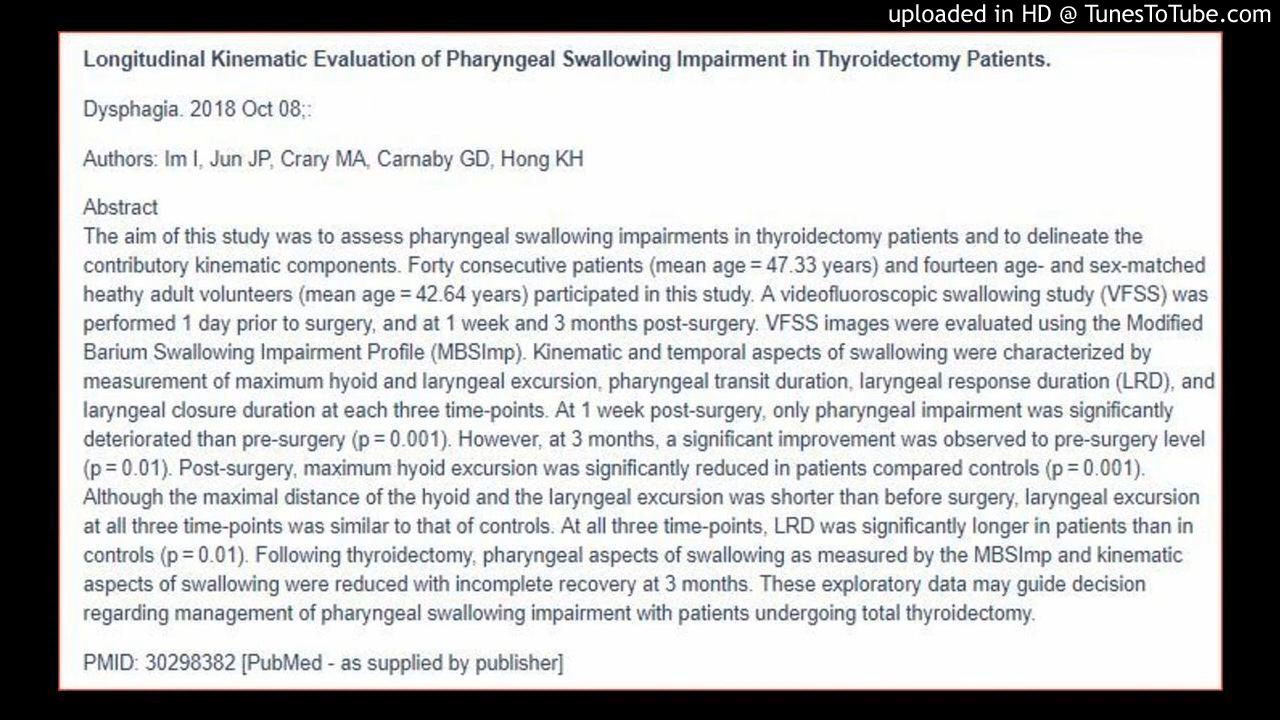 uploaded in HD @ TunesToTube.com
Longitudinal Kinematic Evaluation of Pharyngeal Swallowing Impairment in Thyroidectomy Patients.
Dysphagia. 2018 Oct 08;:
Authors: Im I, Jun JP, Crary MA, Carnaby GD, Hong KH
Abstract
The aim of this study was to assess pharyngeal swallowing impairments in thyroidectomy patients and to delineate the
contributory kinematic components. Forty consecutive patients (mean age = 47.33 years) and fourteen age- and sex-matched
heathy adult volunteers (mean age = 42.64 years) participated in this study. A videofluoroscopic swallowing study (VFSS) was
performed 1 day prior to surgery, and at 1 week and 3 months post-surgery. VFSS images were evaluated using the Modified
Barium Swallowing Impairment Profile (MBSImp). Kinematic and temporal aspects of swallowing were characterized by
measurement of maximum hyoid and laryngeal excursion, pharyngeal transit duration, laryngeal response duration (LRD), and
laryngeal closure duration at each three time-points. At 1 week post-surgery, only pharyngeal impairment was significantly
deteriorated than pre-surgery (p = 0.001). However, at 3 months, a significant improvement was observed to pre-surgery level
(p = 0.01). Post-surgery, maximum hyoid excursion was significantly reduced in patients compared controls (p = 0.001).
Although the maximal distance of the hyoid and the laryngeal excursion was shorter than before surgery, laryngeal excursion
at all three time-points was similar to that of controls. At all three time-points, LRD was significantly longer in patients than in
controls (p = 0.01). Following thyroidectomy, pharyngeal aspects of swallowing as measured by the MBSImp and kinematic
aspects of swallowing were reduced with incomplete recovery at 3 months. These exploratory data may guide decision
regarding management of pharyngeal swallowing impairment with patients undergoing total thyroidectomy.
PMID: 30298382 [PubMed - as supplied by publisher]